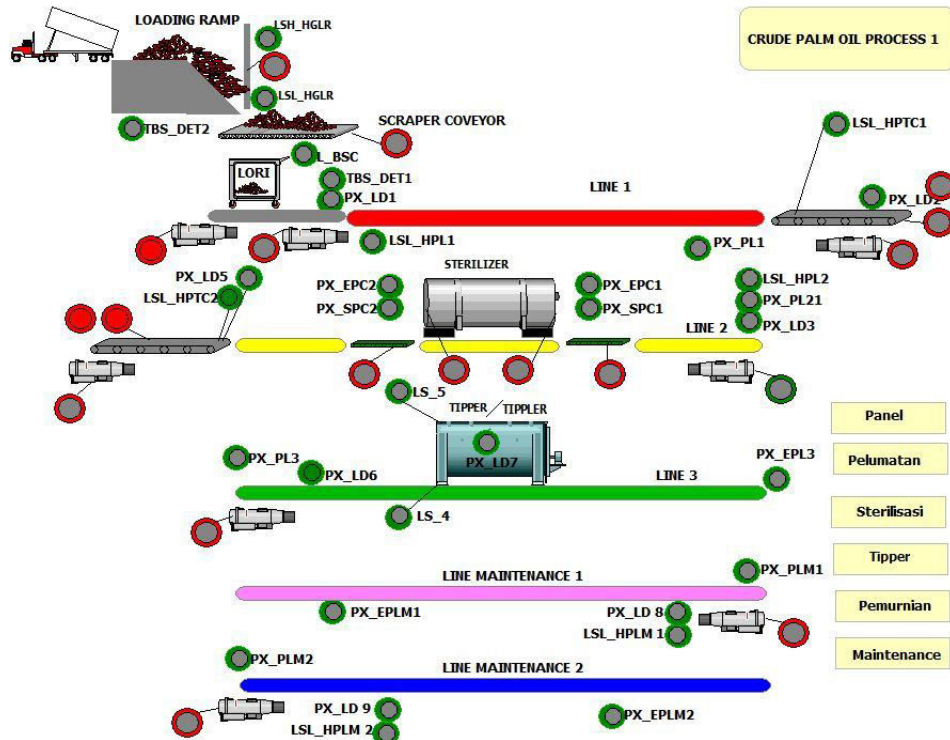 LOADING RAMP
LSH_HGLR
CRUDE PALM OIL PROCESS 1
LSL_HGLR
TBS_DET2
SCRAPER COVEYOR
LSL_HPTC1
L_BSC
LORI
TBS_DET1
PX_LD1
LINE 1
PX_LD2
LSL_HPL1
PX_PL1
PX_LD5
STERILIZER
LSL_HPL2
LSL_HPTC2
PX_EPC2
PX_EPC1
PX_PL21
PX_SPC2
PX_SPC1
PX_LD3
LINE 2
LS_5
TIPPER / TIPPLER
Panel
PX_PL3
PX_LD7
PX_EPL3
Pelumatan
PX_LD6
LINE 3
LS_4
Sterilisasi
Tipper
LINE MAINTENANCE 1
PX_PLM1
PX_EPLM1
PX_LD 8
Pemurnian
LSL_HPLM 1
Maintenance
PX_PLM2
LINE MAINTENANCE 2
PX_LD 9
PX_EPLM2
LSL_HPLM 2